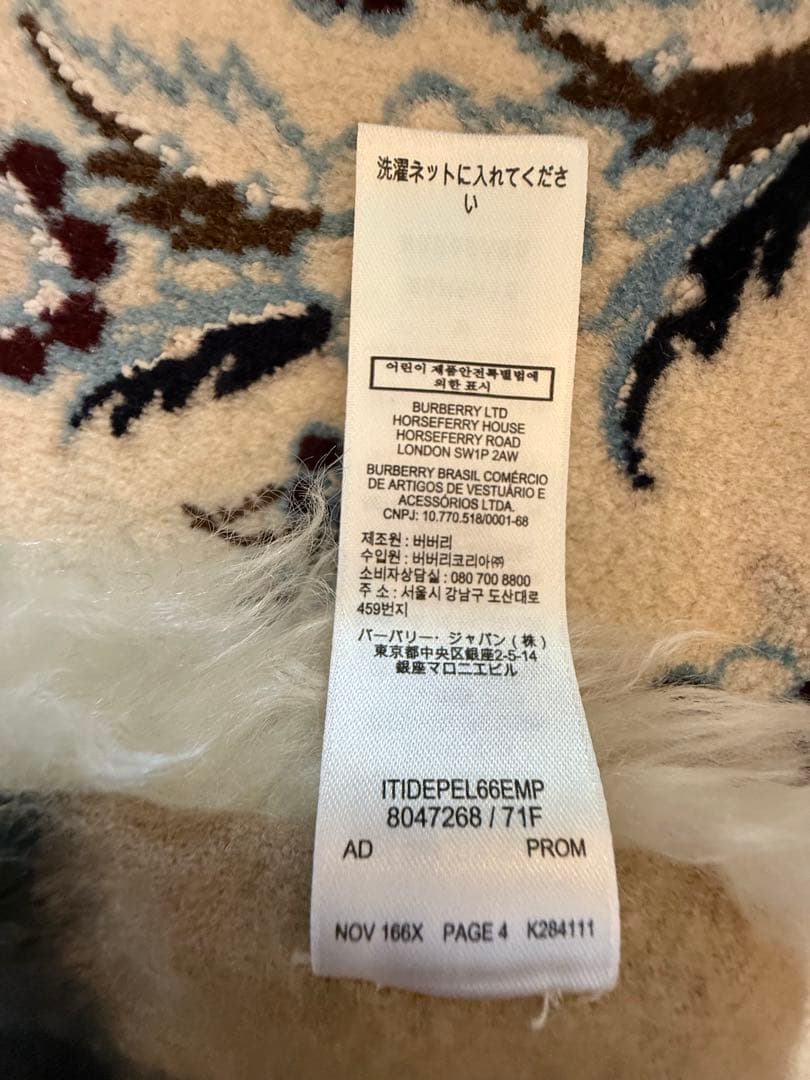 洗濯ネットに入れてくださ
い
어린이 제품안전특별법에
의한 표시
BURBERRY LTD
HORSEFERRY HOUSE
HORSEFERRY ROAD
LONDON SW1P 2AW
BURBERRY BRASIL COMÉRCIO
DE ARTIGOS DE VESTUÁRIO E
ACESSÓRIOS LTDA.
CNPJ: 10.770.518/0001-68
제조원 : 버버리
수입원 : 버버리코리아㈜
소비자상담실 : 080 700 8800
주 소 : 서울시 강남구 도산대로
459번지
バーバリー・ジャパン（株）
東京都中央区銀座2-5-14
銀座マロニエビル
ITIDEPEL66EMP
8047268 / 71F
AD PROM
NOV 166X PAGE 4 K284111